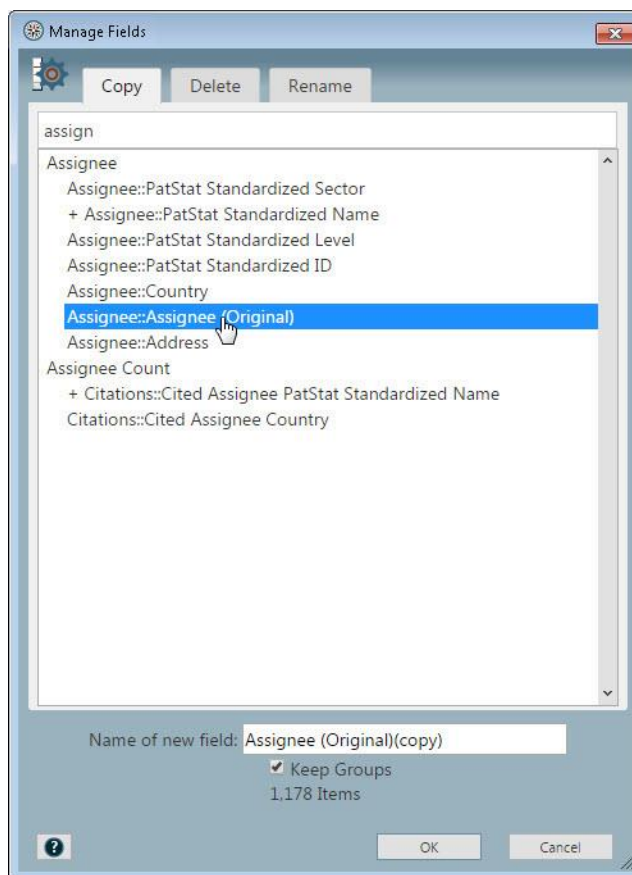 Manage Fields
Copy Delete Rename
assign
Assignee
Assignee::PatStat Standardized Sector
+ Assignee::PatStat Standardized Name
Assignee::PatStat Standardized Level
Assignee::PatStat Standardized ID
Assignee::Country
Assignee::Assignee (Original)
Assignee::Address
Assignee Count
+ Citations::Cited Assignee PatStat Standardized Name
Citations::Cited Assignee Country
Name of new field: Assignee (Original)(copy)
Keep Groups
1,178 Items
? OK Cancel